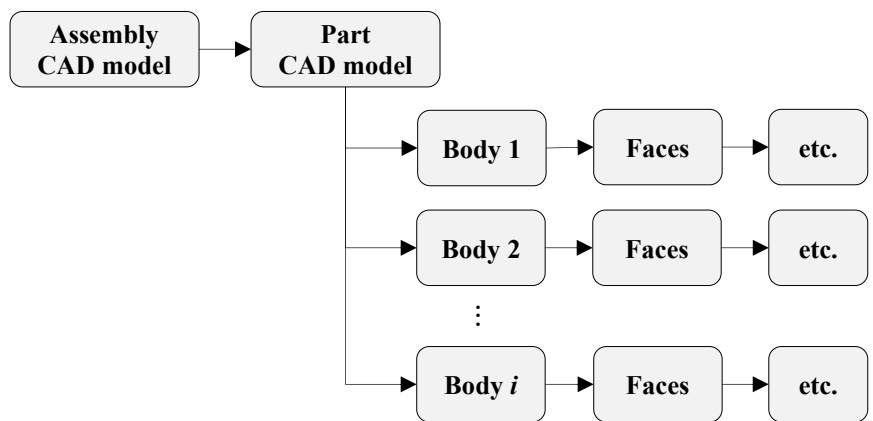 Assembly
CAD model
Part
CAD model
Body 1
Faces
etc.
Body 2
Faces
etc.
⋮
Body i
Faces
etc.